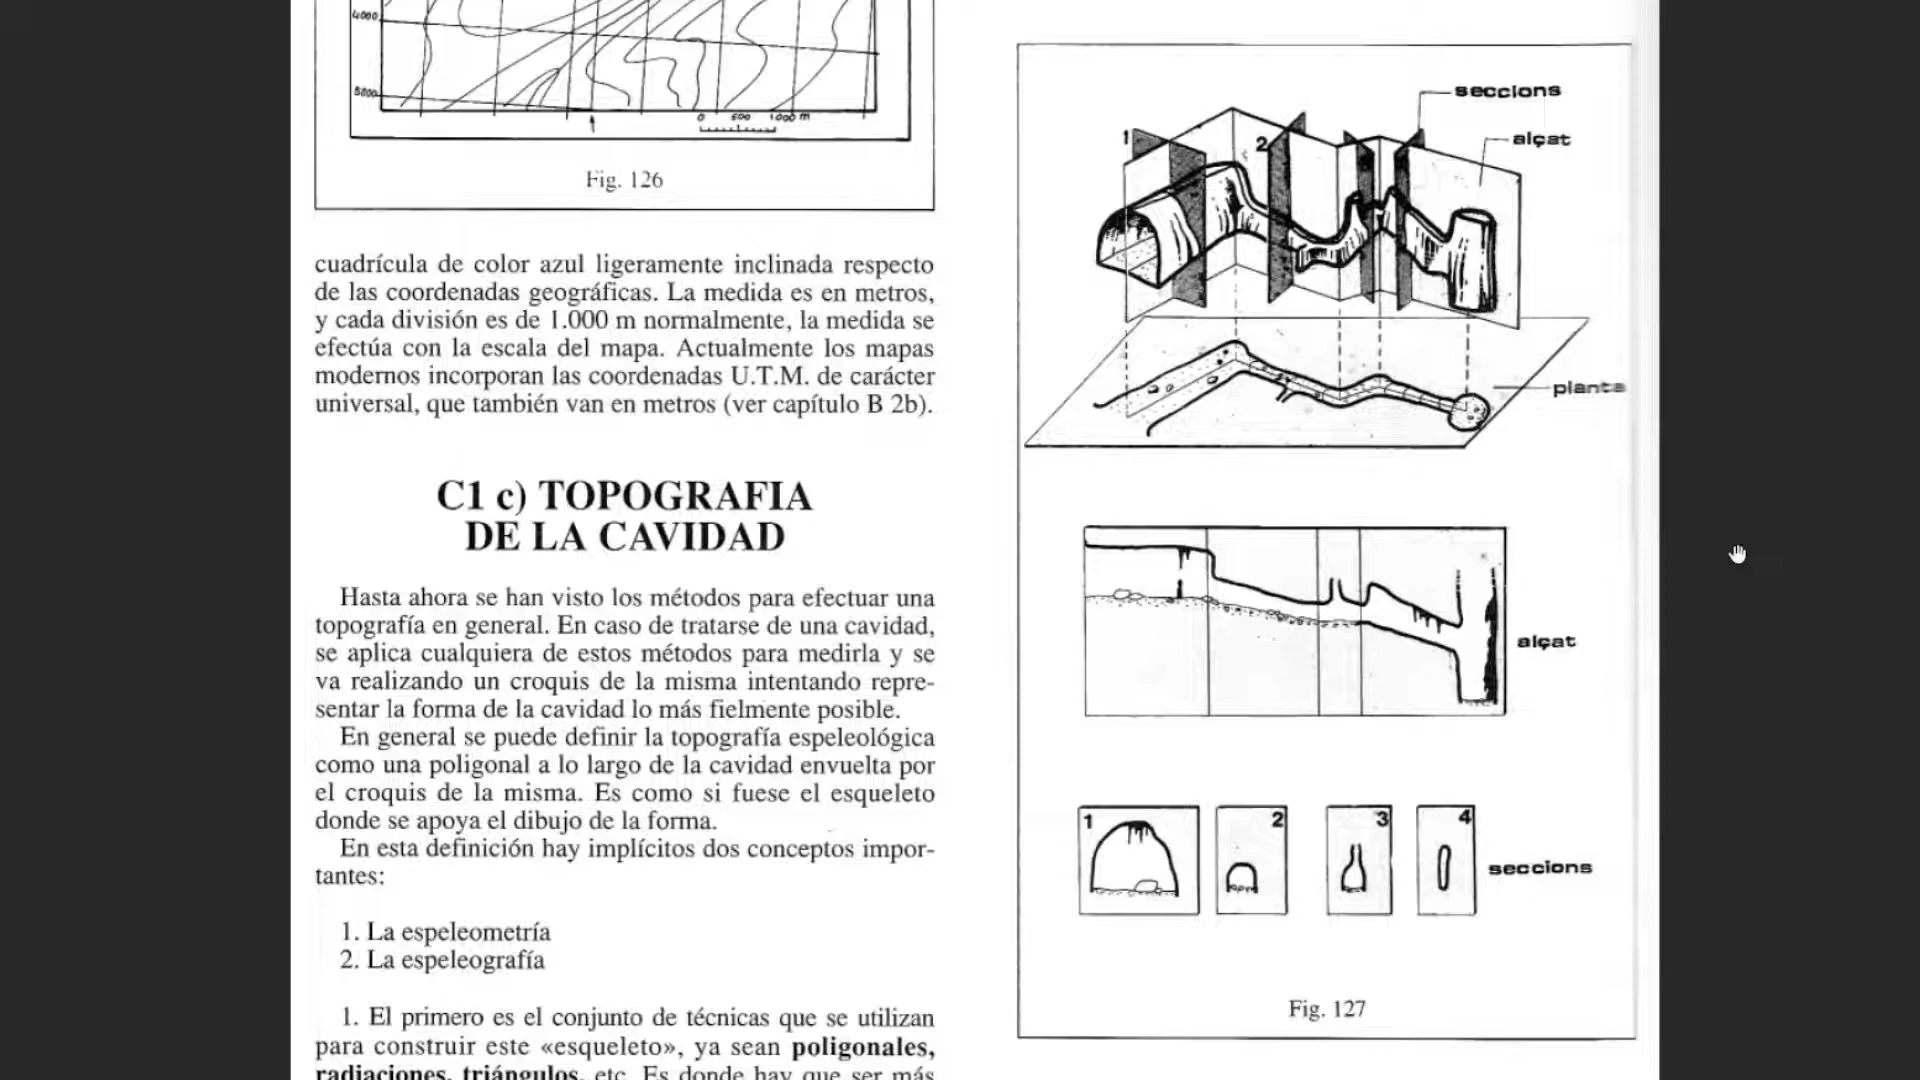 4000
5000
0 500 1000 m
Fig. 126
cuadrícula de color azul ligeramente inclinada respecto
de las coordenadas geográficas. La medida es en metros,
y cada división es de 1.000 m normalmente, la medida se
efectúa con la escala del mapa. Actualmente los mapas
modernos incorporan las coordenadas U.T.M. de carácter
universal, que también van en metros (ver capítulo B 2b).
C1 c) TOPOGRAFIA
DE LA CAVIDAD
Hasta ahora se han visto los métodos para efectuar una
topografía en general. En caso de tratarse de una cavidad,
se aplica cualquiera de estos métodos para medirla y se
va realizando un croquis de la misma intentando repre-
sentar la forma de la cavidad lo más fielmente posible.
En general se puede definir la topografía espeleológica
como una poligonal a lo largo de la cavidad envuelta por
el croquis de la misma. Es como si fuese el esqueleto
donde se apoya el dibujo de la forma.
En esta definición hay implícitos dos conceptos impor-
tantes:
1. La espeleometría
2. La espeleografía
1. El primero es el conjunto de técnicas que se utilizan
para construir este «esqueleto», ya sean poligonales,
radiaciones, triángulos, etc. Es donde hay que ser más
seccions
alçat
1
2
planta
alçat
1
2
3
4
seccions
Fig. 127